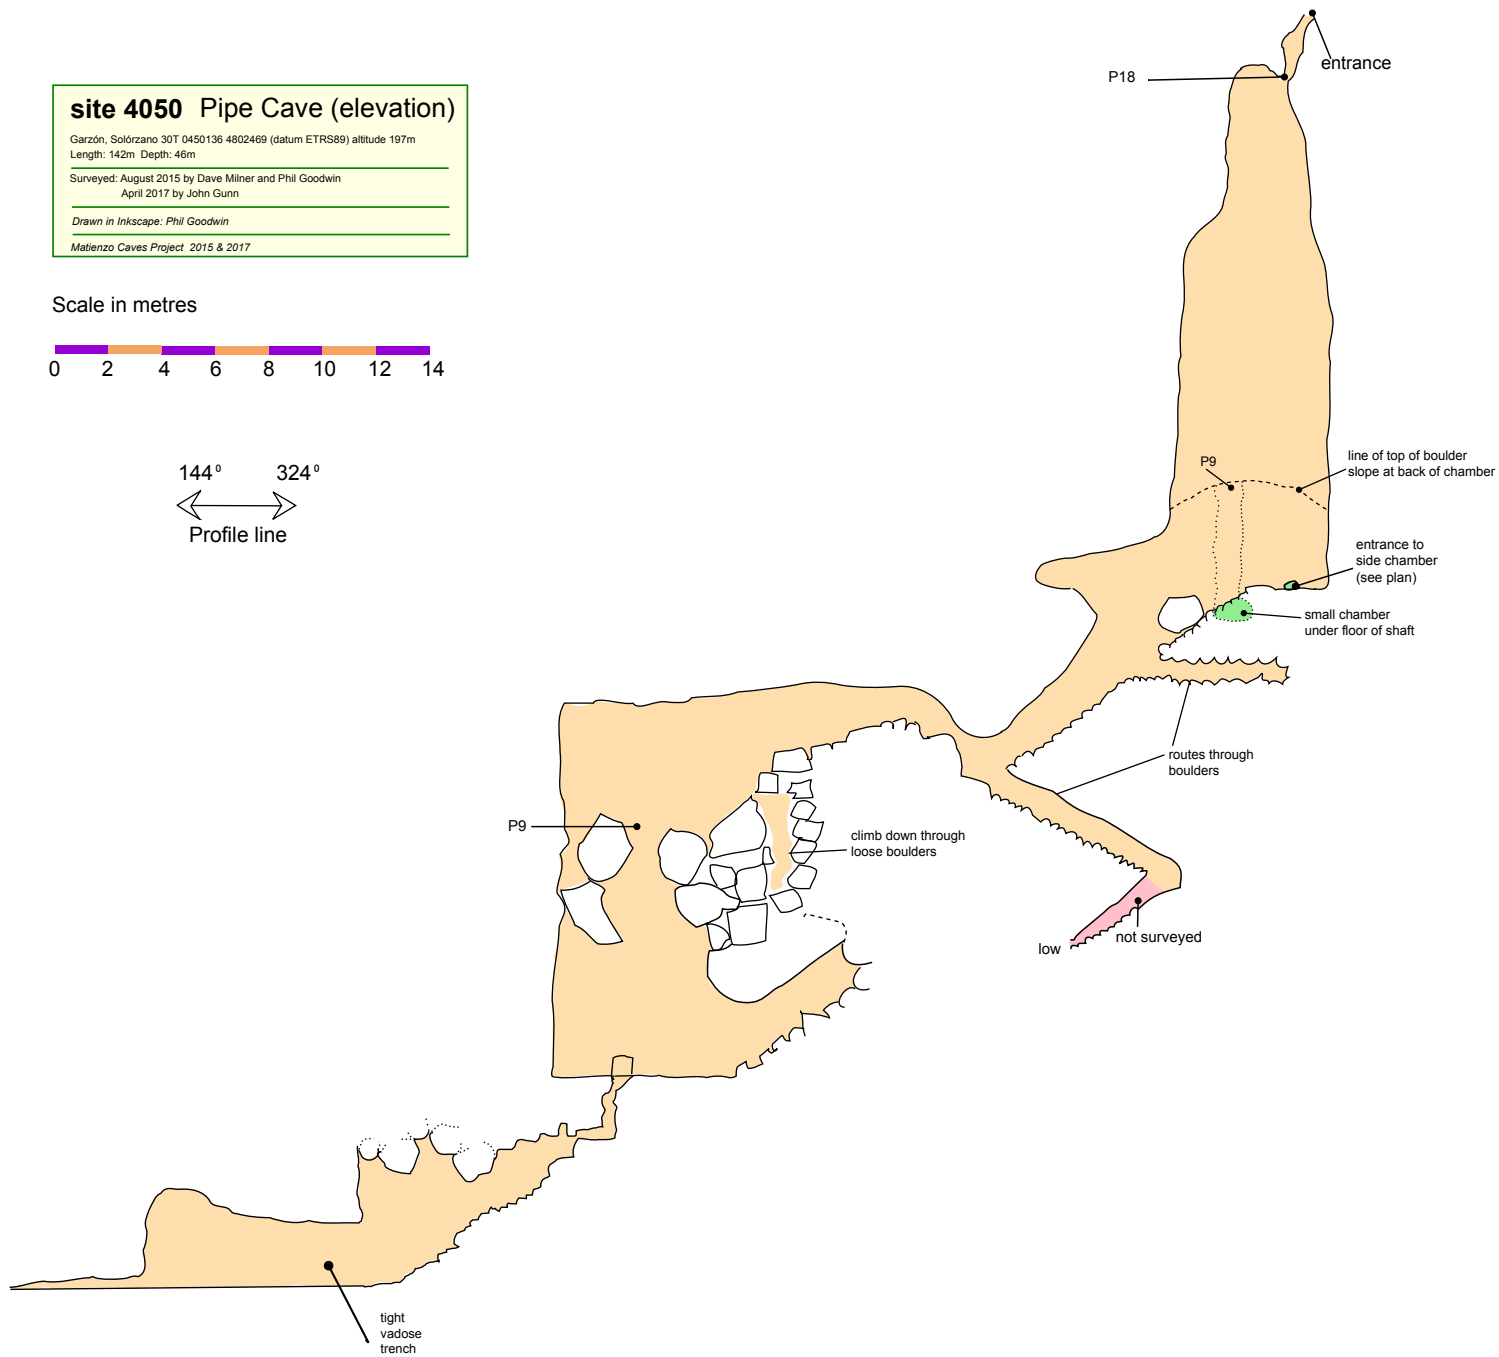 site 4050 Pipe Cave (elevation)
Garzón, Solórzano 30T 0450136 4802469 (datum ETRS89) altitude 197m
Length: 142m Depth: 46m
Surveyed: August 2015 by Dave Milner and Phil Goodwin
April 2017 by John Gunn
Drawn in Inkscape: Phil Goodwin
Matienzo Caves Project 2015 & 2017
Scale in metres
0 2 4 6 8 10 12 14
144⁰ 324⁰
Profile line
entrance
P18
P9
line of top of boulder
slope at back of chamber
entrance to
side chamber
(see plan)
small chamber
under floor of shaft
routes through
boulders
P9
climb down through
loose boulders
not surveyed
low
tight
vadose
trench